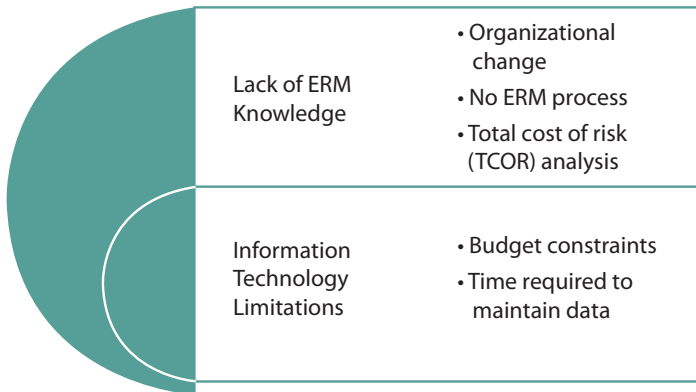 Lack of ERM
Knowledge
• Organizational
change
• No ERM process
• Total cost of risk
(TCOR) analysis
Information
Technology
Limitations
• Budget constraints
• Time required to
maintain data